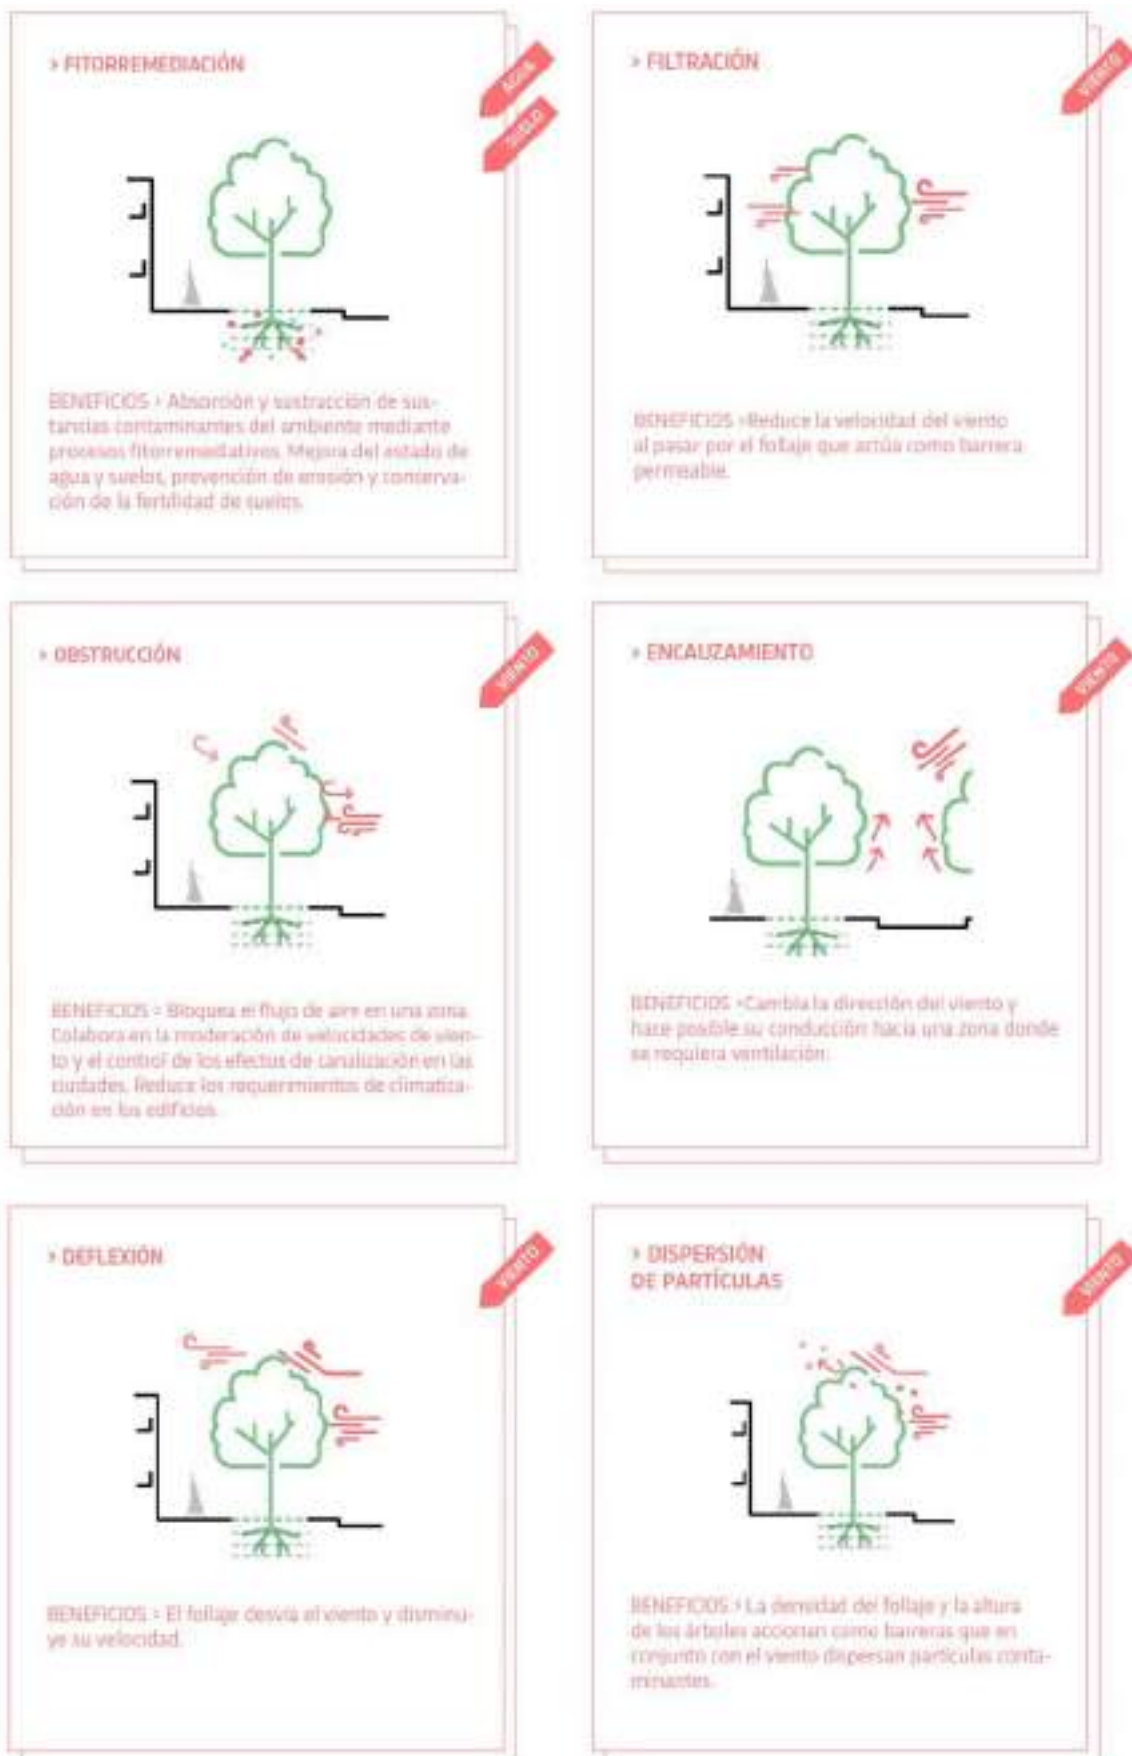 › FITORREMEDIACIÓN
AGUA
SUELO
BENEFICIOS › Absorción y sustracción de sus-
tancias contaminantes del ambiente mediante
procesos fitorremediativos. Mejora del estado de
agua y suelos, prevención de erosión y conserva-
ción de la fertilidad de suelos.
› FILTRACIÓN
VIENTO
BENEFICIOS ›Reduce la velocidad del viento
al pasar por el follaje que actúa como barrera
permeable.
› OBSTRUCCIÓN
VIENTO
BENEFICIOS › Bloquea el flujo de aire en una zona.
Colabora en la moderación de velocidades de vien-
to y el control de los efectos de canalización en las
ciudades. Reduce los requerimientos de climatiza-
ción en los edificios.
› ENCAUZAMIENTO
VIENTO
BENEFICIOS ›Cambia la dirección del viento y
hace posible su conducción hacia una zona donde
se requiera ventilación.
› DEFLEXIÓN
VIENTO
BENEFICIOS › El follaje desvía el viento y disminu-
ye su velocidad.
› DISPERSIÓN
DE PARTÍCULAS
VIENTO
BENEFICIOS › La densidad del follaje y la altura
de los árboles accionan como barreras que en
conjunto con el viento dispersan partículas conta-
minantes.